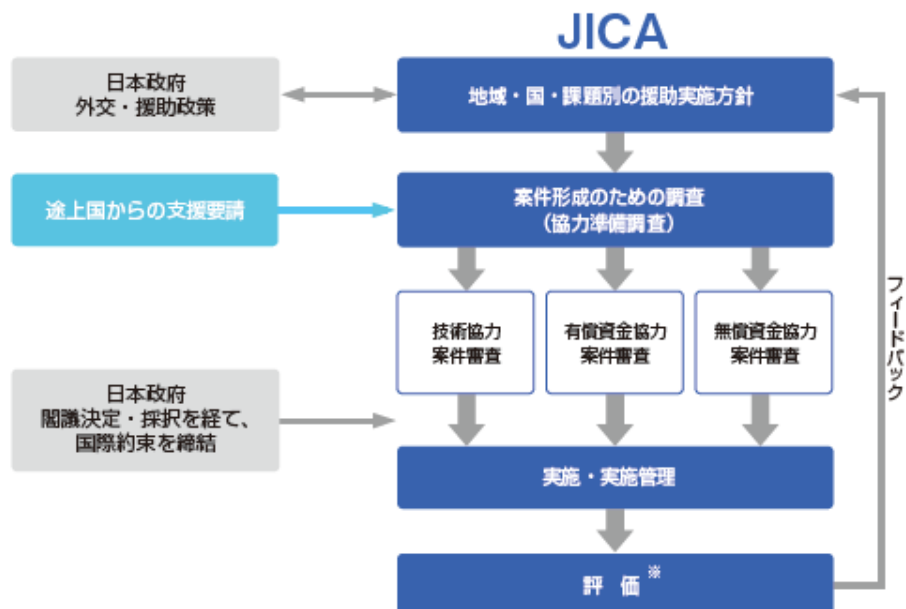 JICA
日本政府
外交・援助政策
地域・国・課題別の援助実施方針
途上国からの支援要請
案件形成のための調査
（協力準備調査）
技術協力
案件審査
有償資金協力
案件審査
無償資金協力
案件審査
フィードバック
日本政府
閣議決定・採択を経て、
国際約束を締結
実施・実施管理
評 価※